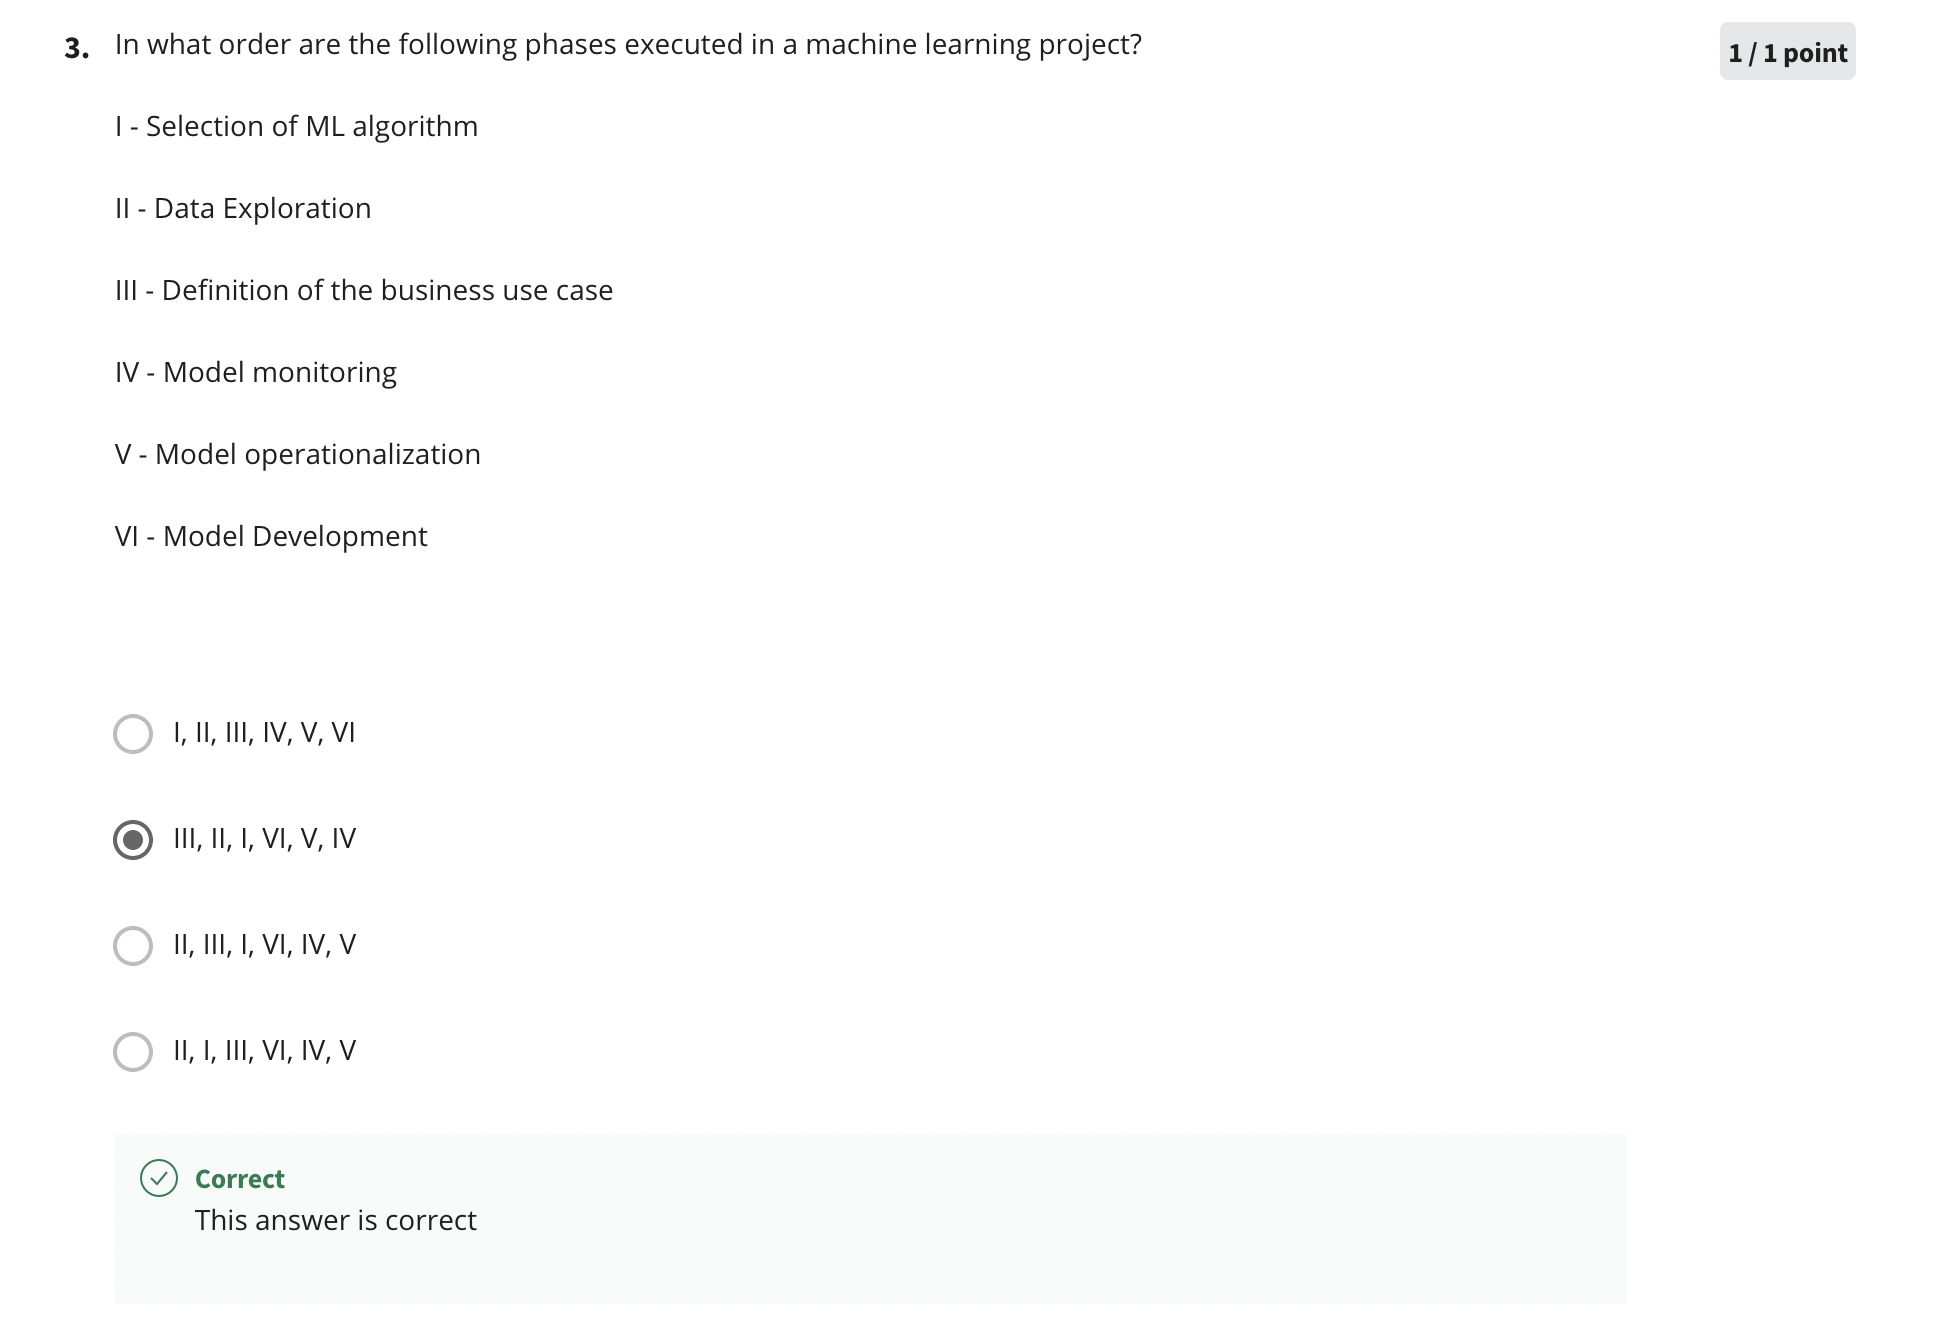 3. In what order are the following phases executed in a machine learning project?
1 / 1 point
I - Selection of ML algorithm
II - Data Exploration
III - Definition of the business use case
IV - Model monitoring
V - Model operationalization
VI - Model Development
I, II, III, IV, V, VI
III, II, I, VI, V, IV
II, III, I, VI, IV, V
II, I, III, VI, IV, V
Correct
This answer is correct